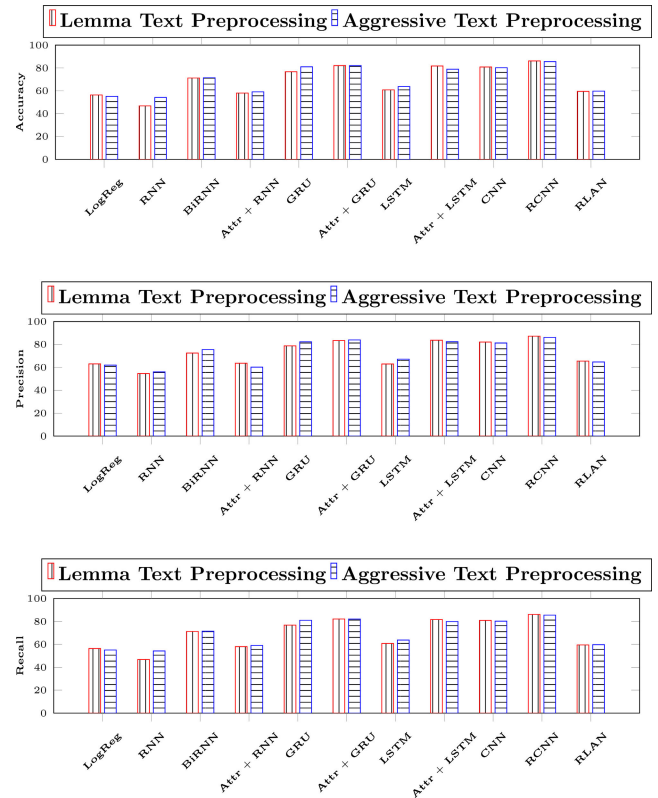 Lemma Text Preprocessing Aggressive Text Preprocessing
100
80
60
40
20
0
Accuracy
LogReg RNN BiRNN Attr + RNN GRU Attr + GRU LSTM Attr + LSTM CNN RCNN RLAN
Lemma Text Preprocessing Aggressive Text Preprocessing
100
80
60
40
20
0
Precision
LogReg RNN BiRNN Attr + RNN GRU Attr + GRU LSTM Attr + LSTM CNN RCNN RLAN
Lemma Text Preprocessing Aggressive Text Preprocessing
100
80
60
40
20
0
Recall
LogReg RNN BiRNN Attr + RNN GRU Attr + GRU LSTM Attr + LSTM CNN RCNN RLAN